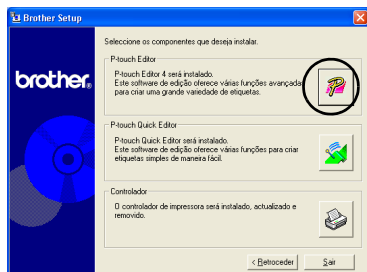 Brother Setup
Seleccione os componentes que deseja instalar.
brother.
P-touch Editor
P-touch Editor 4 será instalado.
Este software de edição oferece várias funções avançadas
para criar uma grande variedade de etiquetas.
P-touch Quick Editor
P-touch Quick Editor será instalado.
Este software de edição oferece várias funções para criar
etiquetas simples de maneira fácil.
Controlador
O controlador de impressora será instalado, actualizado e
removido.
< Retroceder
Sair